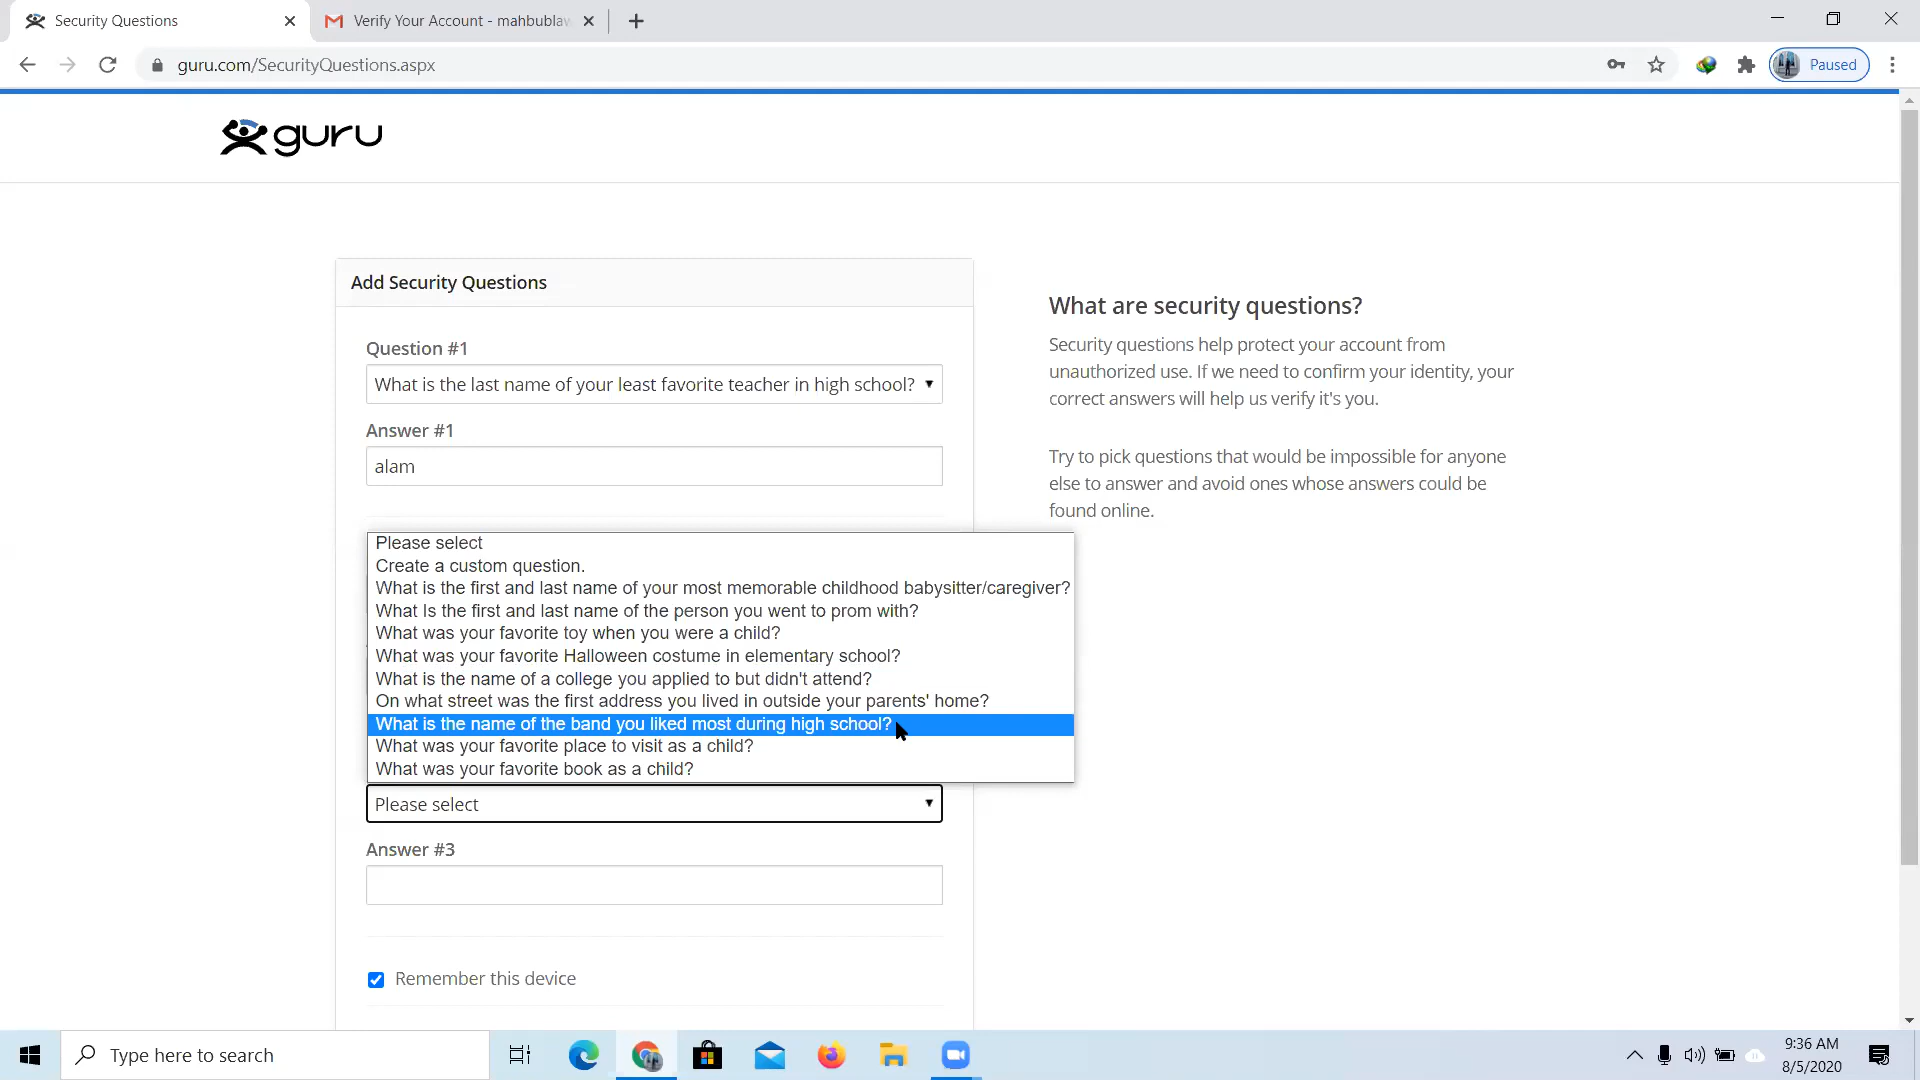 Security Questions
Verify Your Account - mahbublaw
guru.com/SecurityQuestions.aspx
Paused
guru
Add Security Questions
Question #1
What is the last name of your least favorite teacher in high school?
Answer #1
alam
Please select
Create a custom question.
What is the first and last name of your most memorable childhood babysitter/caregiver?
What Is the first and last name of the person you went to prom with?
What was your favorite toy when you were a child?
What was your favorite Halloween costume in elementary school?
What is the name of a college you applied to but didn't attend?
On what street was the first address you lived in outside your parents' home?
What is the name of the band you liked most during high school?
What was your favorite place to visit as a child?
What was your favorite book as a child?
Please select
Answer #3
Remember this device
What are security questions?
Security questions help protect your account from
unauthorized use. If we need to confirm your identity, your
correct answers will help us verify it's you.
Try to pick questions that would be impossible for anyone
else to answer and avoid ones whose answers could be
found online.
Type here to search
9:36 AM
8/5/2020